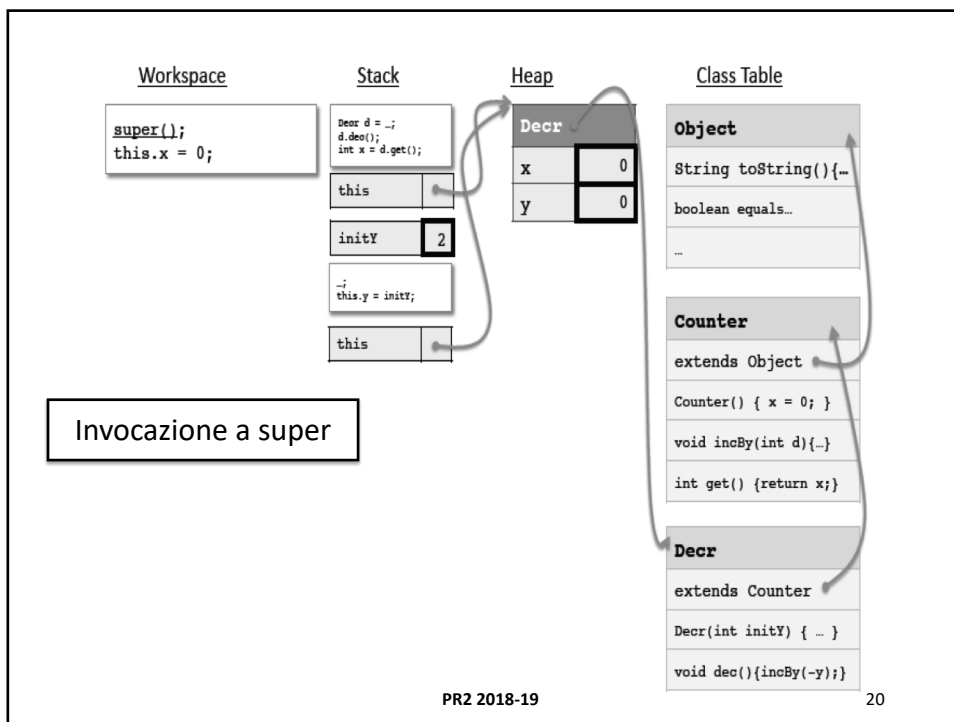 Workspace
super();
this.x = 0;
Stack
Decr d = _;
d.dec();
int x = d.get();
this
initY 2
_;
this.y = initY;
this
Heap
Decr
x 0
y 0
Class Table
Object
String toString(){…
boolean equals…
…
Counter
extends Object
Counter() { x = 0; }
void incBy(int d){…}
int get() {return x;}
Decr
extends Counter
Decr(int initY) { … }
void dec(){incBy(-y);}
Invocazione a super
PR2 2018-19
20